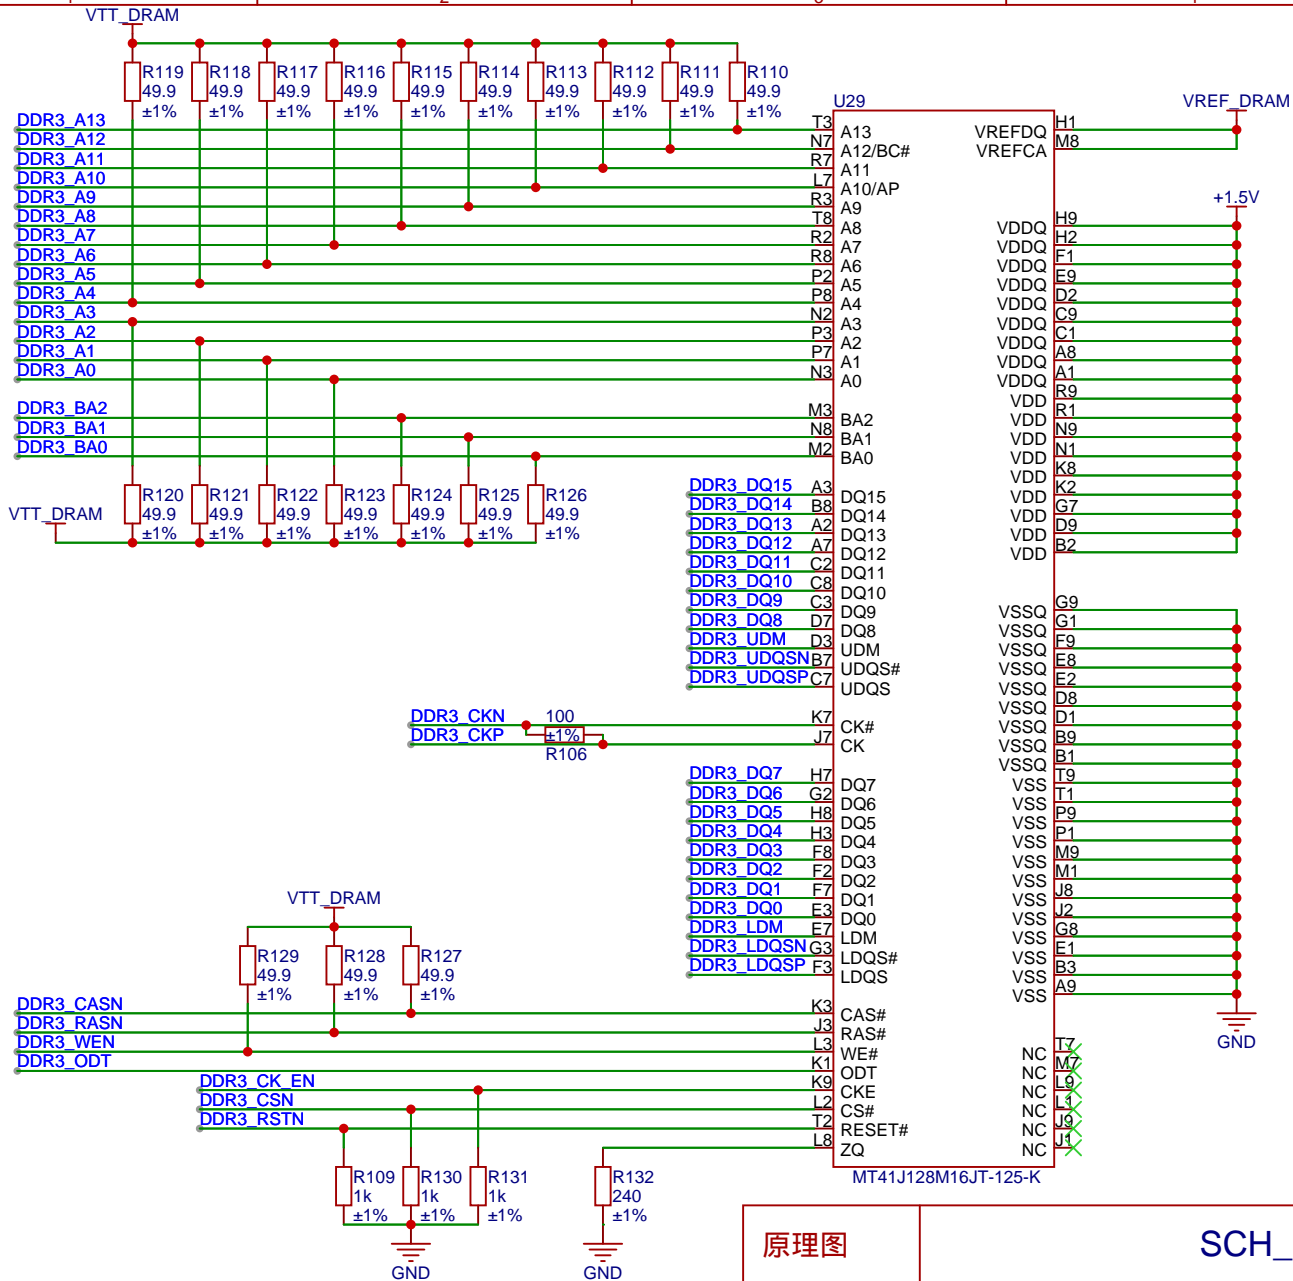 VTT_DRAM
R119 R118 R117 R116 R115 R114 R113 R112 R111 R110
49.9 49.9 49.9 49.9 49.9 49.9 49.9 49.9 49.9 49.9
±1% ±1% ±1% ±1% ±1% ±1% ±1% ±1% ±1% ±1%
U29
VREF_DRAM
DDR3_A13 T3 A13 VREFDQ H1
DDR3_A12 N7 A12/BC# VREFCA M8
DDR3_A11 R7 A11
DDR3_A10 L7 A10/AP
+1.5V
DDR3_A9 R3 A9
DDR3_A8 T8 A8 VDDQ H9
DDR3_A7 R2 A7 VDDQ H2
DDR3_A6 R8 A6 VDDQ F1
DDR3_A5 P2 A5 VDDQ E9
DDR3_A4 P8 A4 VDDQ D2
DDR3_A3 N2 A3 VDDQ C9
DDR3_A2 P3 A2 VDDQ C1
DDR3_A1 P7 A1 VDDQ A8
DDR3_A0 N3 A0 VDDQ A1
VDD R9
DDR3_BA2 M3 BA2 VDD R1
DDR3_BA1 N8 BA1 VDD N9
DDR3_BA0 M2 BA0 VDD N1
VDD K8
R120 R121 R122 R123 R124 R125 R126
49.9 49.9 49.9 49.9 49.9 49.9 49.9
±1% ±1% ±1% ±1% ±1% ±1% ±1%
VTT_DRAM
DDR3_DQ15 A3 DQ15 VDD K2
DDR3_DQ14 B8 DQ14 VDD G7
DDR3_DQ13 A2 DQ13 VDD D9
DDR3_DQ12 A7 DQ12 VDD B2
DDR3_DQ11 C2 DQ11
DDR3_DQ10 C8 DQ10
DDR3_DQ9 C3 DQ9 VSSQ G9
DDR3_DQ8 D7 DQ8 VSSQ G1
DDR3_UDM D3 UDM VSSQ F9
DDR3_UDQSN B7 UDQS# VSSQ E8
DDR3_UDQSP C7 UDQS VSSQ E2
VSSQ D8
DDR3_CKN 100 K7 CK# VSSQ D1
DDR3_CKP ±1% J7 CK VSSQ B9
R106
VSSQ B1
DDR3_DQ7 H7 DQ7 VSS T9
DDR3_DQ6 G2 DQ6 VSS T1
DDR3_DQ5 H8 DQ5 VSS P9
DDR3_DQ4 H3 DQ4 VSS P1
DDR3_DQ3 F8 DQ3 VSS M9
DDR3_DQ2 F2 DQ2 VSS M1
DDR3_DQ1 F7 DQ1 VSS J8
DDR3_DQ0 E3 DQ0 VSS J2
DDR3_LDM E7 LDM VSS G8
DDR3_LDQSN G3 LDQS# VSS E1
DDR3_LDQSP F3 LDQS VSS B3
VSS A9
VTT_DRAM
R129 R128 R127
49.9 49.9 49.9
±1% ±1% ±1%
DDR3_CASN K3 CAS#
DDR3_RASN J3 RAS#
GND
DDR3_WEN L3 WE# NC T7
DDR3_ODT K1 ODT NC M7
DDR3_CK_EN K9 CKE NC L9
DDR3_CSN L2 CS# NC L1
DDR3_RSTN T2 RESET# NC J9
L8 ZQ NC J1
R109 R130 R131 R132
1k 1k 1k 240
±1% ±1% ±1% ±1%
MT41J128M16JT-125-K
GND GND
原理图 SCH_